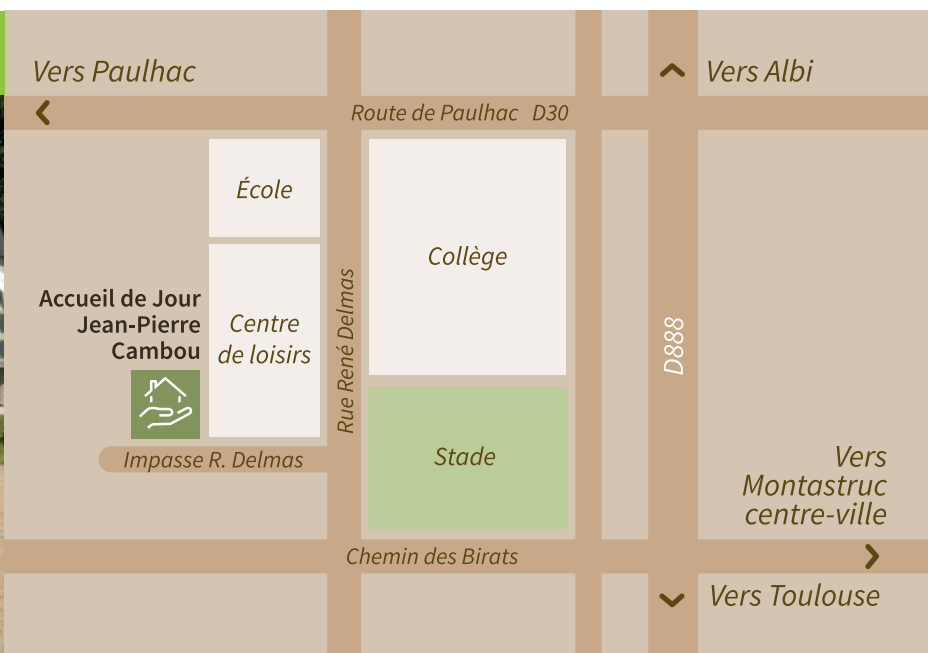 Vers Paulhac
Vers Albi
Route de Paulhac D30
École
Collège
Accueil de Jour
Jean-Pierre
Cambou
Centre
de loisirs
Rue René Delmas
D888
Impasse R. Delmas
Stade
Vers
Montastruc
centre-ville
Chemin des Birats
Vers Toulouse